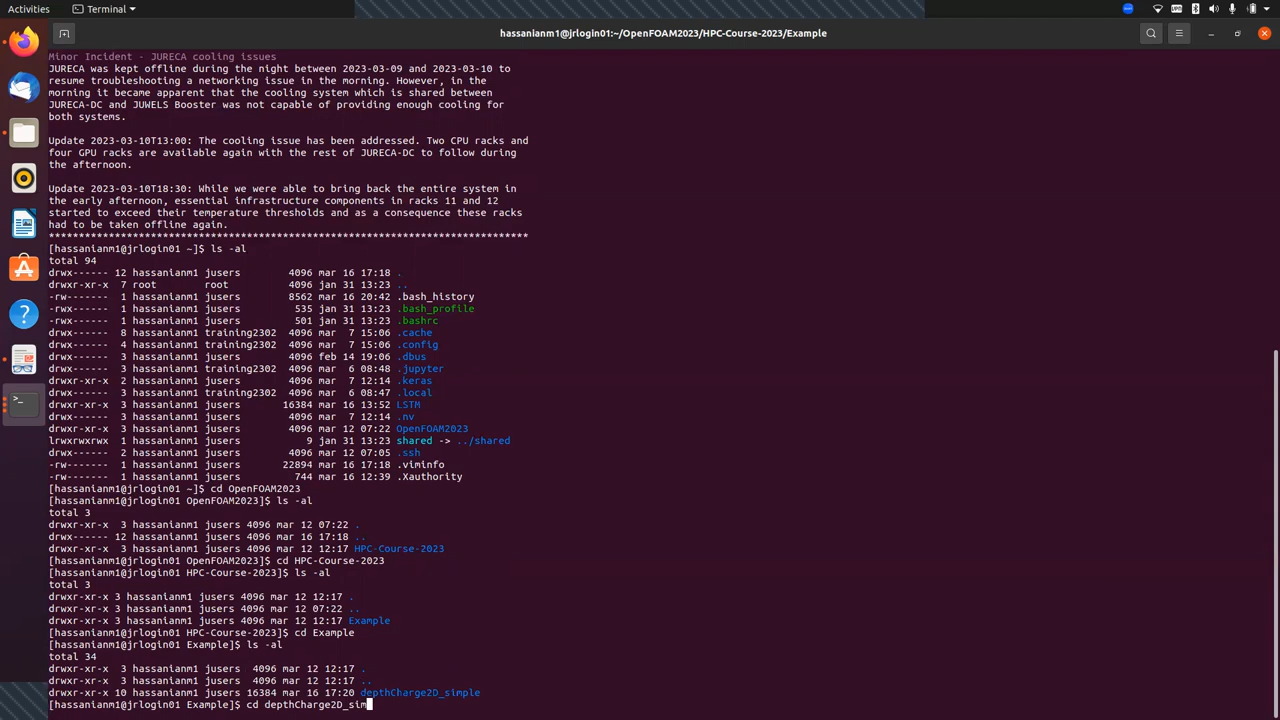 Activities
Terminal
hassanianm1@jrlogin01:~/OpenFOAM2023/HPC-Course-2023/Example
Minor Incident - JURECA cooling issues
JURECA was kept offline during the night between 2023-03-09 and 2023-03-10 to
resume troubleshooting a networking issue in the morning. However, in the
morning it became apparent that the cooling system which is shared between
JURECA-DC and JUWELS Booster was not capable of providing enough cooling for
both systems.
Update 2023-03-10T13:00: The cooling issue has been addressed. Two CPU racks and
four GPU racks are available again with the rest of JURECA-DC to follow during
the afternoon.
Update 2023-03-10T18:30: While we were able to bring back the entire system in
the early afternoon, essential infrastructure components in racks 11 and 12
started to exceed their temperature thresholds and as a consequence these racks
had to be taken offline again.
********************************************************************************
[hassanianm1@jrlogin01 ~]$ ls -al
total 94
drwx------ 12 hassanianm1 jusers        4096 mar 16 17:18 .
drwxr-xr-x  7 root        root          4096 jan 31 13:23 ..
-rw-------  1 hassanianm1 jusers        8562 mar 16 20:42 .bash_history
-rwx------  1 hassanianm1 jusers         535 jan 31 13:23 .bash_profile
-rwx------  1 hassanianm1 jusers         501 jan 31 13:23 .bashrc
drwx------  8 hassanianm1 training2302  4096 mar  7 15:06 .cache
drwx------  4 hassanianm1 training2302  4096 mar  7 15:06 .config
drwx------  3 hassanianm1 jusers        4096 feb 14 19:06 .dbus
drwx------  3 hassanianm1 training2302  4096 mar  6 08:48 .jupyter
drwxr-xr-x  2 hassanianm1 jusers        4096 mar  7 12:14 .keras
drwx------  3 hassanianm1 training2302  4096 mar  6 08:47 .local
drwxr-xr-x  3 hassanianm1 jusers       16384 mar 16 13:52 LSTM
drwx------  3 hassanianm1 jusers        4096 mar  7 12:14 .nv
drwxr-xr-x  3 hassanianm1 jusers        4096 mar 12 07:22 OpenFOAM2023
lrwxrwxrwx  1 hassanianm1 jusers           9 jan 31 13:23 shared -> ../shared
drwx------  2 hassanianm1 jusers        4096 mar 12 07:05 .ssh
-rw-------  1 hassanianm1 jusers       22894 mar 16 17:18 .viminfo
-rw-------  1 hassanianm1 jusers         744 mar 16 12:39 .Xauthority
[hassanianm1@jrlogin01 ~]$ cd OpenFOAM2023
[hassanianm1@jrlogin01 OpenFOAM2023]$ ls -al
total 3
drwxr-xr-x  3 hassanianm1 jusers 4096 mar 12 07:22 .
drwx------ 12 hassanianm1 jusers 4096 mar 16 17:18 ..
drwxr-xr-x  3 hassanianm1 jusers 4096 mar 12 12:17 HPC-Course-2023
[hassanianm1@jrlogin01 OpenFOAM2023]$ cd HPC-Course-2023
[hassanianm1@jrlogin01 HPC-Course-2023]$ ls -al
total 3
drwxr-xr-x 3 hassanianm1 jusers 4096 mar 12 12:17 .
drwxr-xr-x 3 hassanianm1 jusers 4096 mar 12 07:22 ..
drwxr-xr-x 3 hassanianm1 jusers 4096 mar 12 12:17 Example
[hassanianm1@jrlogin01 HPC-Course-2023]$ cd Example
[hassanianm1@jrlogin01 Example]$ ls -al
total 34
drwxr-xr-x  3 hassanianm1 jusers  4096 mar 12 12:17 .
drwxr-xr-x  3 hassanianm1 jusers  4096 mar 12 12:17 ..
drwxr-xr-x 10 hassanianm1 jusers 16384 mar 16 17:20 depthCharge2D_simple
[hassanianm1@jrlogin01 Example]$ cd depthCharge2D_sim